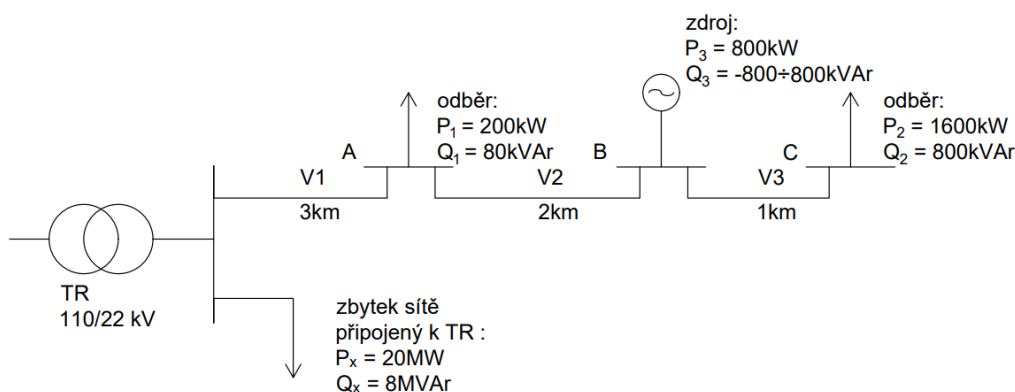 zdroj:
P₃ = 800kW
Q₃ = -800÷800kVAr
odběr:
P₁ = 200kW
Q₁ = 80kVAr
odběr:
P₂ = 1600kW
Q₂ = 800kVAr
A
B
C
V1
V2
V3
3km
2km
1km
TR
110/22 kV
zbytek sítě
připojený k TR :
Pₓ = 20MW
Qₓ = 8MVAr